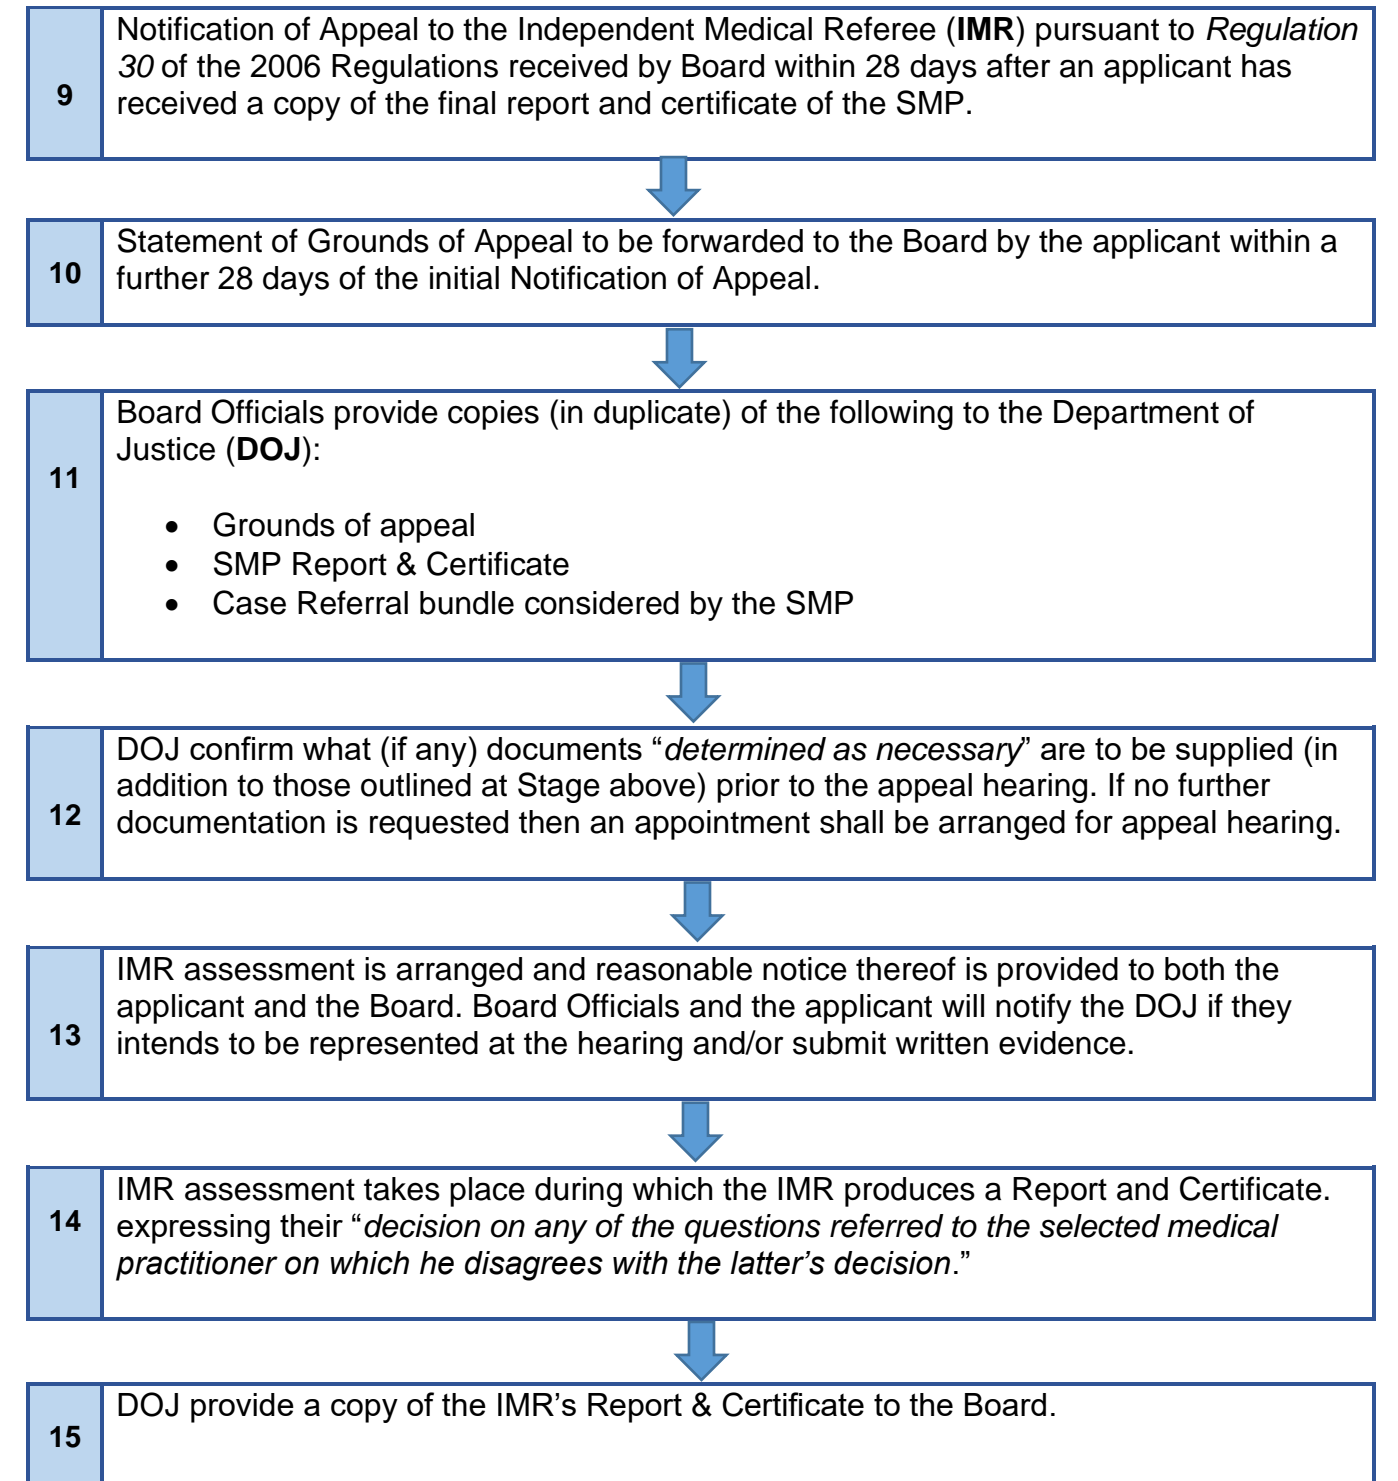 9
Notification of Appeal to the Independent Medical Referee (IMR) pursuant to Regulation
30 of the 2006 Regulations received by Board within 28 days after an applicant has
received a copy of the final report and certificate of the SMP.
10
Statement of Grounds of Appeal to be forwarded to the Board by the applicant within a
further 28 days of the initial Notification of Appeal.
11
Board Officials provide copies (in duplicate) of the following to the Department of
Justice (DOJ):
• Grounds of appeal
• SMP Report & Certificate
• Case Referral bundle considered by the SMP
12
DOJ confirm what (if any) documents “determined as necessary” are to be supplied (in
addition to those outlined at Stage above) prior to the appeal hearing. If no further
documentation is requested then an appointment shall be arranged for appeal hearing.
13
IMR assessment is arranged and reasonable notice thereof is provided to both the
applicant and the Board. Board Officials and the applicant will notify the DOJ if they
intends to be represented at the hearing and/or submit written evidence.
14
IMR assessment takes place during which the IMR produces a Report and Certificate.
expressing their “decision on any of the questions referred to the selected medical
practitioner on which he disagrees with the latter’s decision.”
15
DOJ provide a copy of the IMR’s Report & Certificate to the Board.